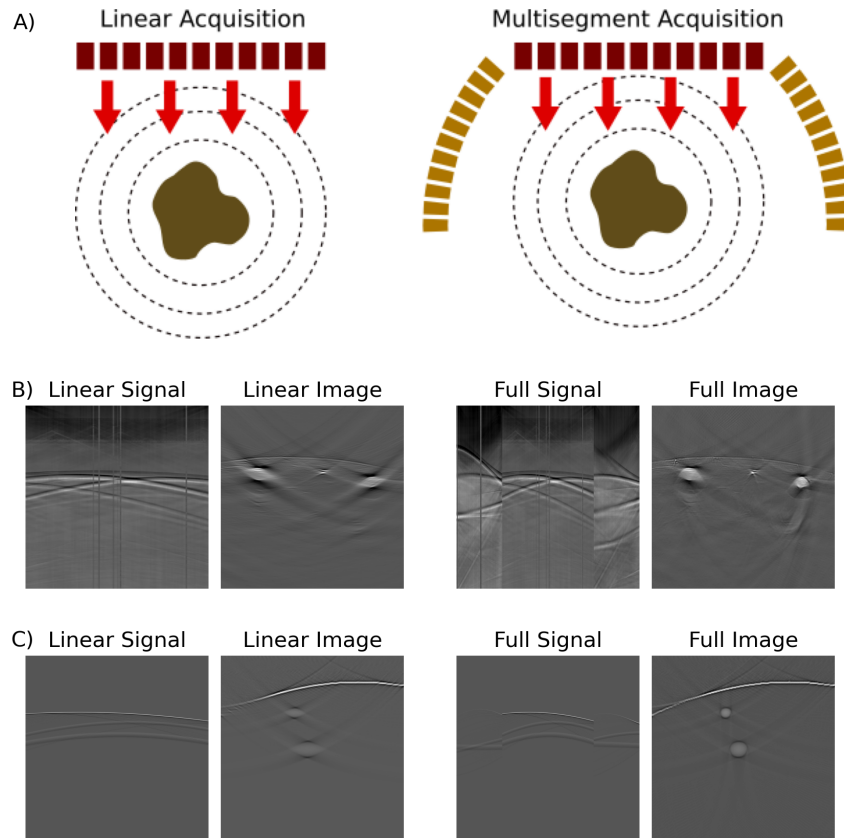 A)
Linear Acquisition
Multisegment Acquisition
B)
Linear Signal
Linear Image
Full Signal
Full Image
C)
Linear Signal
Linear Image
Full Signal
Full Image